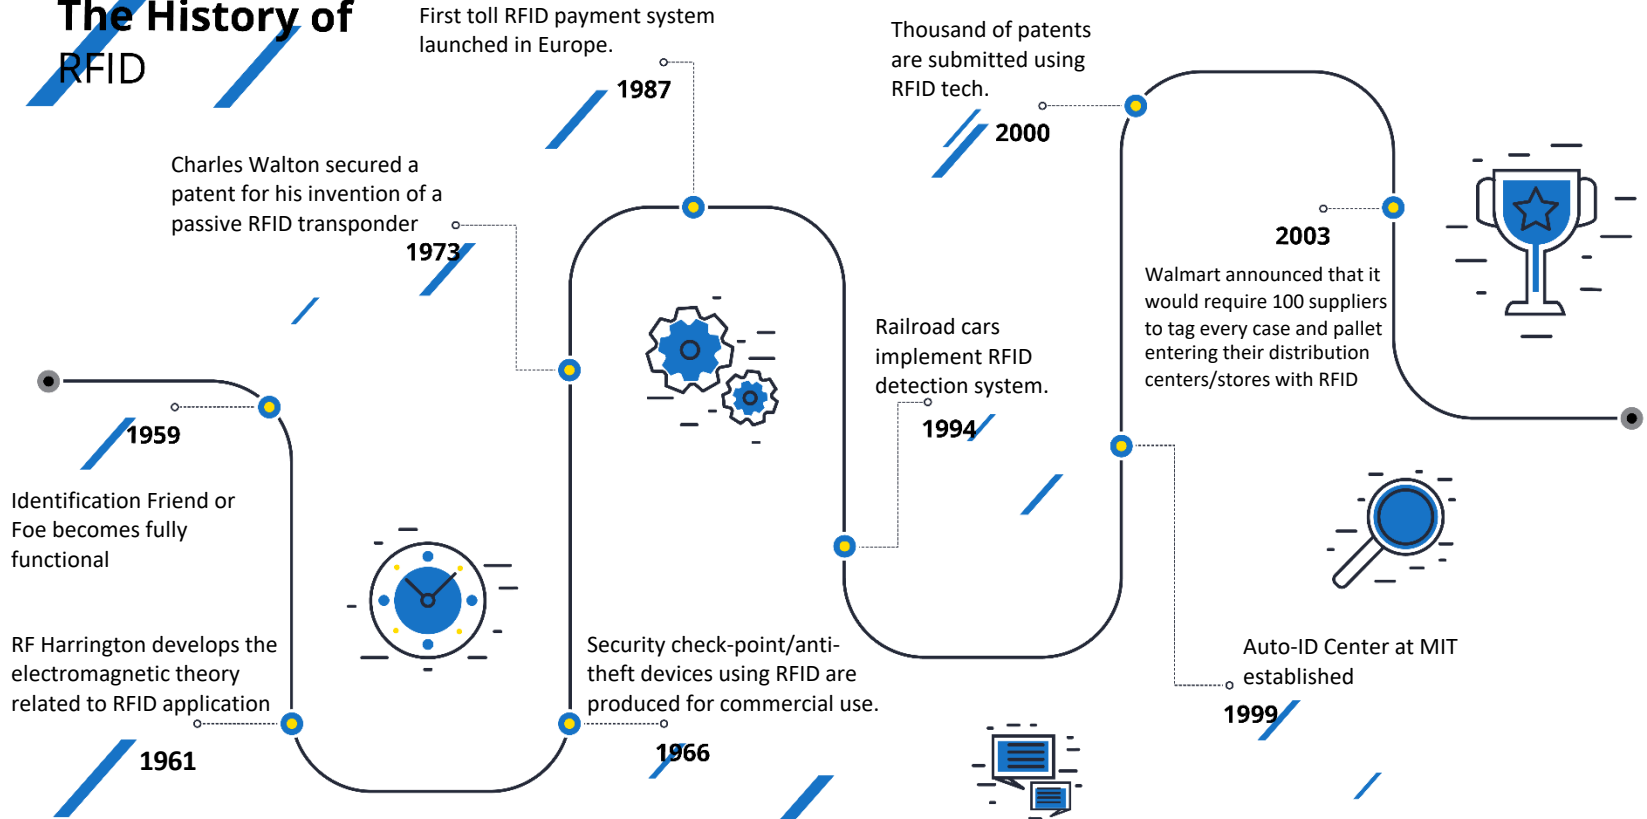 The History of
RFID
1959
Identification Friend or
Foe becomes fully
functional
RF Harrington develops the
electromagnetic theory
related to RFID application
1961
Security check-point/anti-
theft devices using RFID are
produced for commercial use.
1966
Charles Walton secured a
patent for his invention of a
passive RFID transponder
1973
First toll RFID payment system
launched in Europe.
1987
Railroad cars
implement RFID
detection system.
1994
Auto-ID Center at MIT
established
1999
Thousand of patents
are submitted using
RFID tech.
2000
2003
Walmart announced that it
would require 100 suppliers
to tag every case and pallet
entering their distribution
centers/stores with RFID